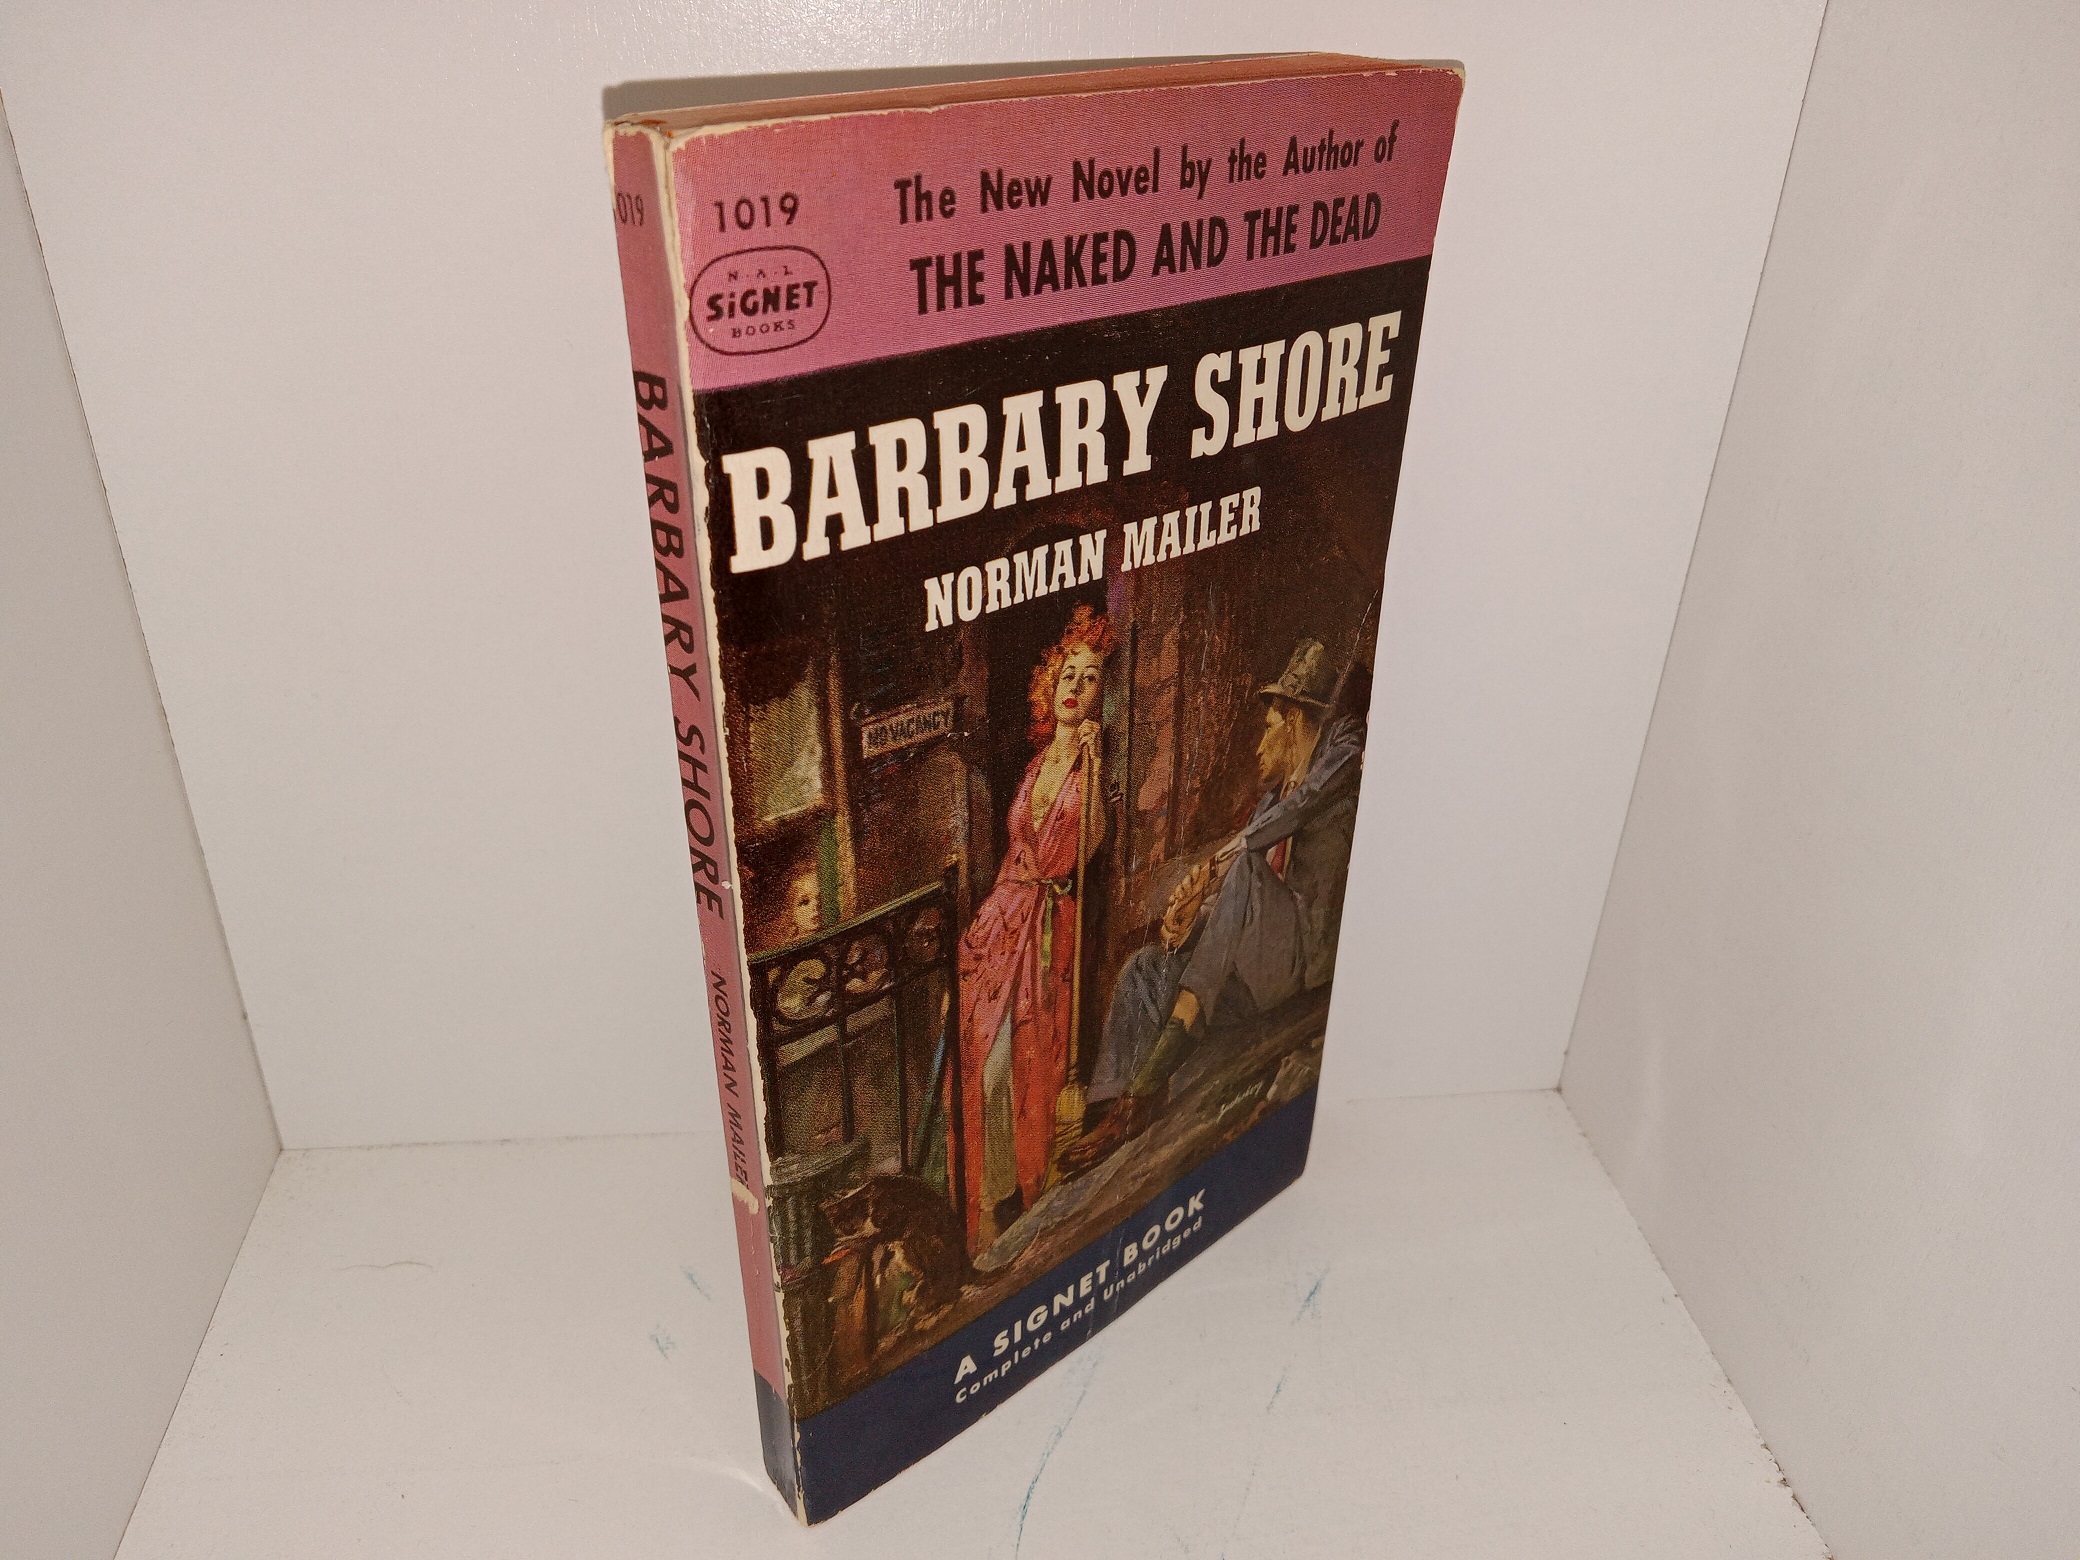 019
BARBARY SHORE
NORMAN MAILER
1019
N·A·L
SiGNET
BOOKS
The New Novel by the Author of
THE NAKED AND THE DEAD
BARBARY SHORE
NORMAN MAILER
NO VACANCY
A SIGNET BOOK
Complete and Unabridged